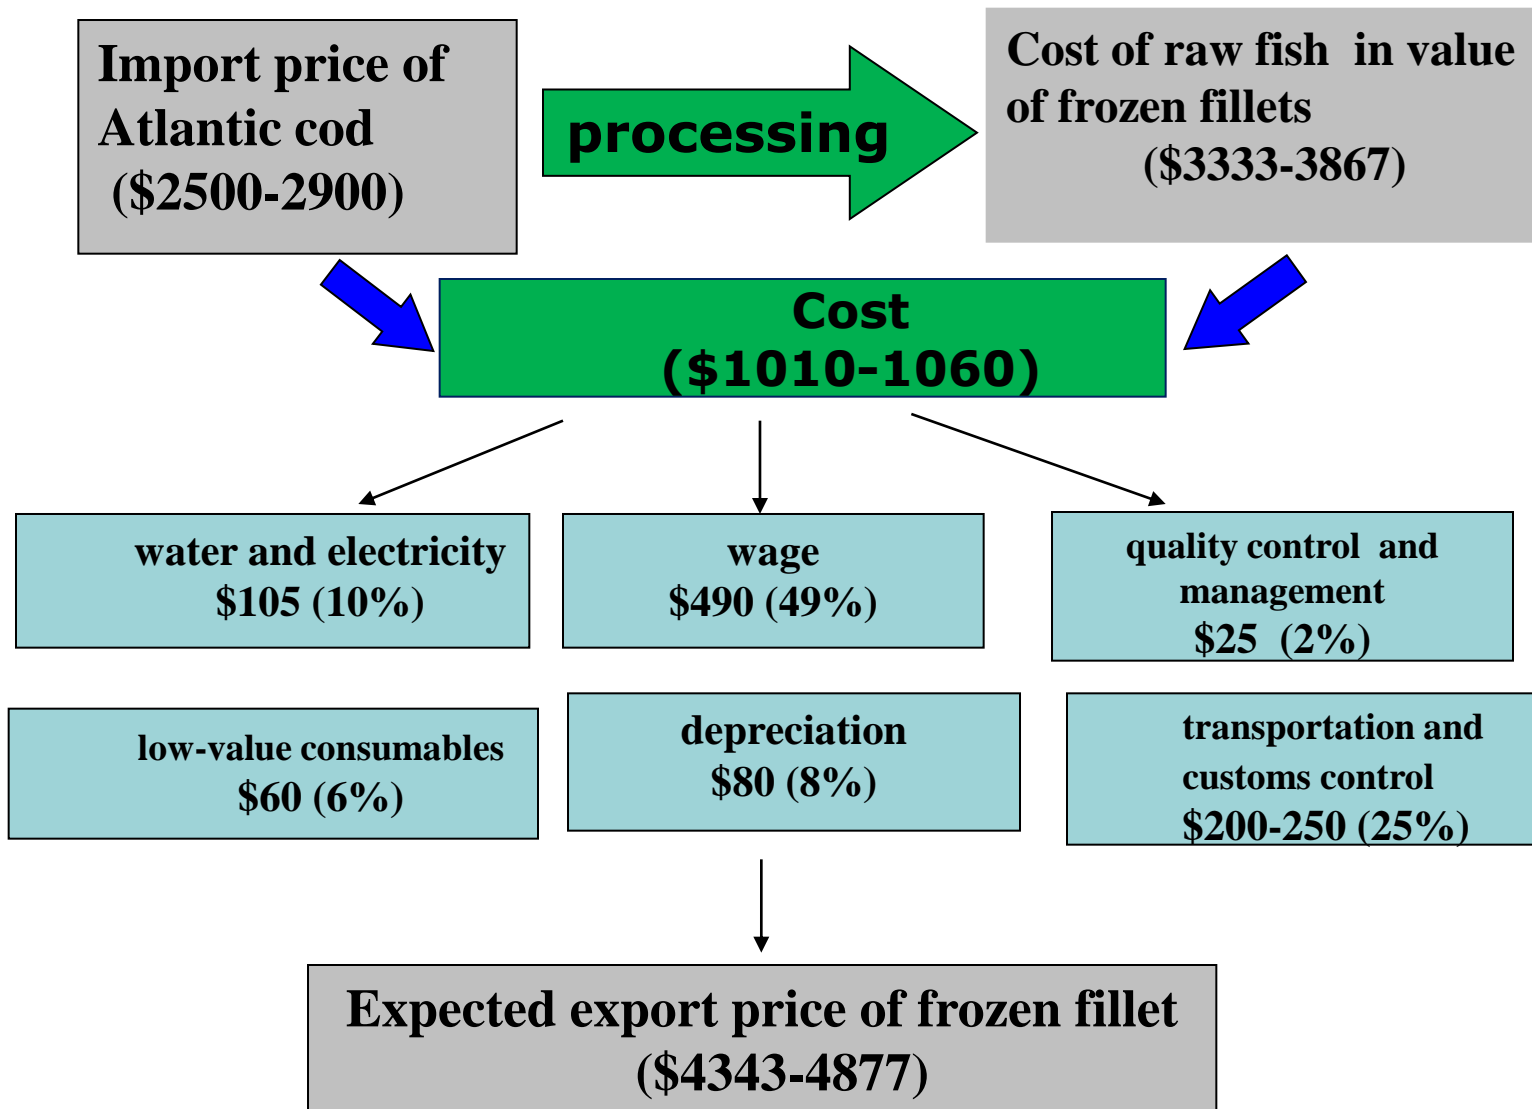 Import price of
Atlantic cod
($2500-2900)
processing
Cost of raw fish in value
of frozen fillets
($3333-3867)
Cost
($1010-1060)
water and electricity
$105 (10%)
wage
$490 (49%)
quality control and
management
$25 (2%)
low-value consumables
$60 (6%)
depreciation
$80 (8%)
transportation and
customs control
$200-250 (25%)
Expected export price of frozen fillet
($4343-4877)